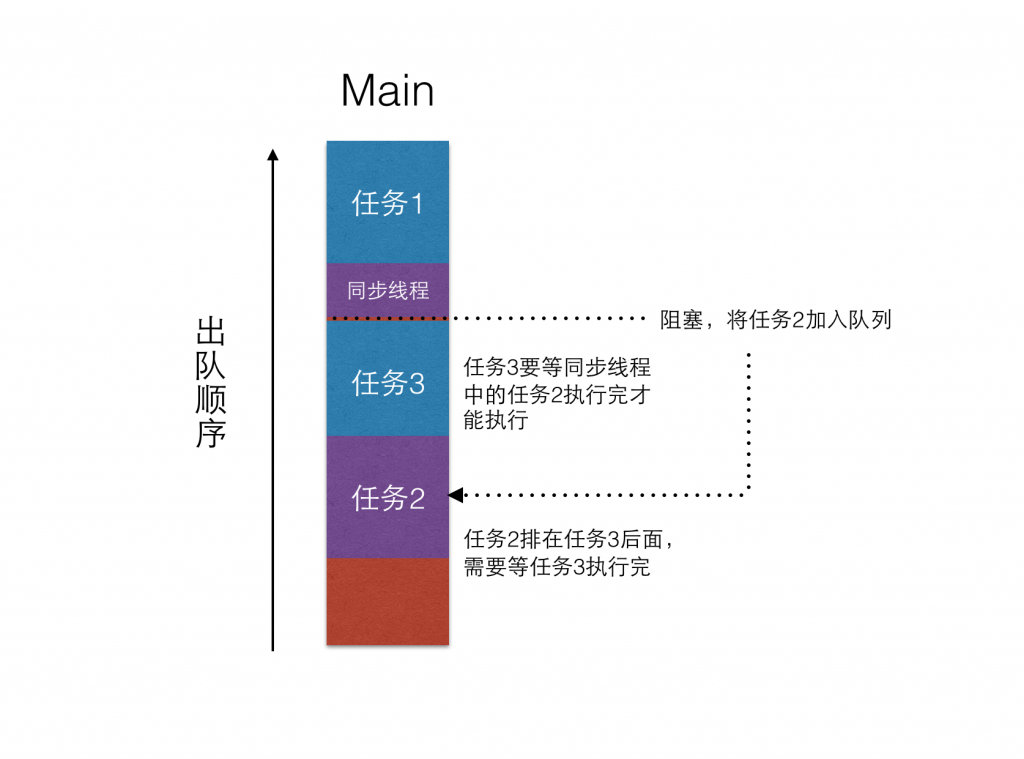 Main
任务1
同步线程
阻塞，将任务2加入队列
出队顺序
任务3
任务3要等同步线程
中的任务2执行完才
能执行
任务2
任务2排在任务3后面，
需要等任务3执行完